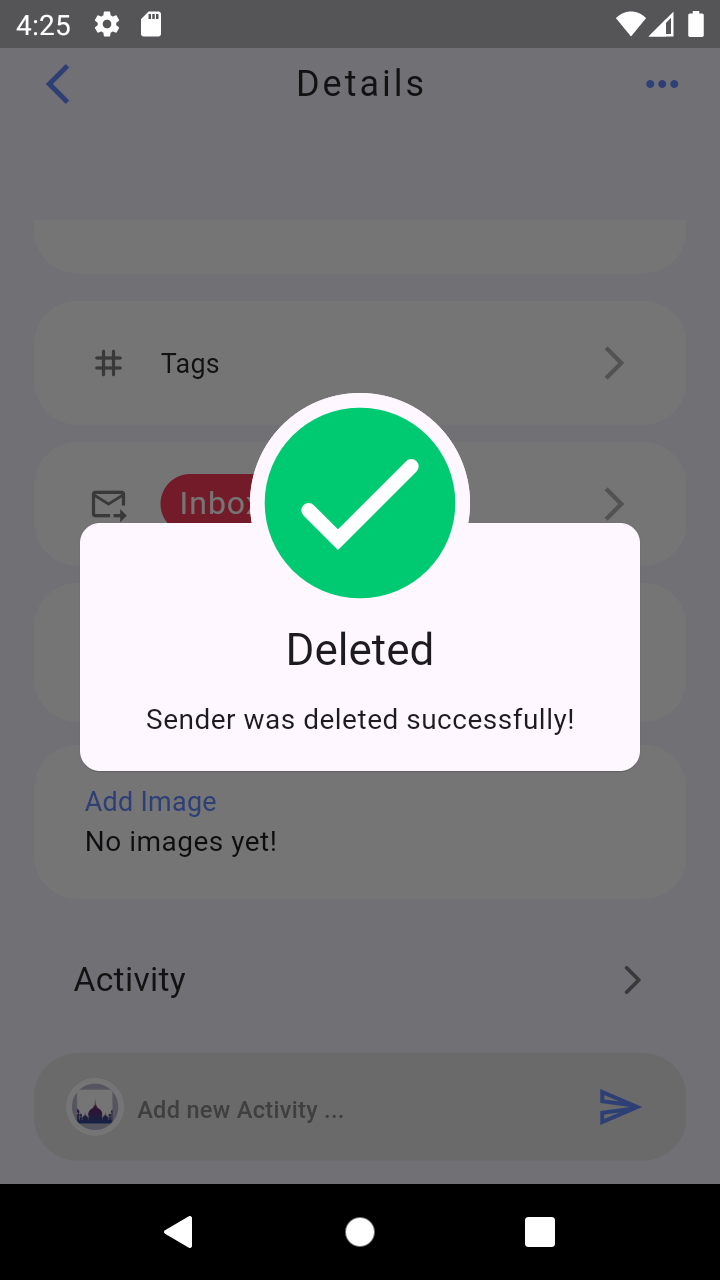 4:25
Details
Tags
Inbox
Deleted
Sender was deleted successfully!
Add Image
No images yet!
Activity
Add new Activity ...